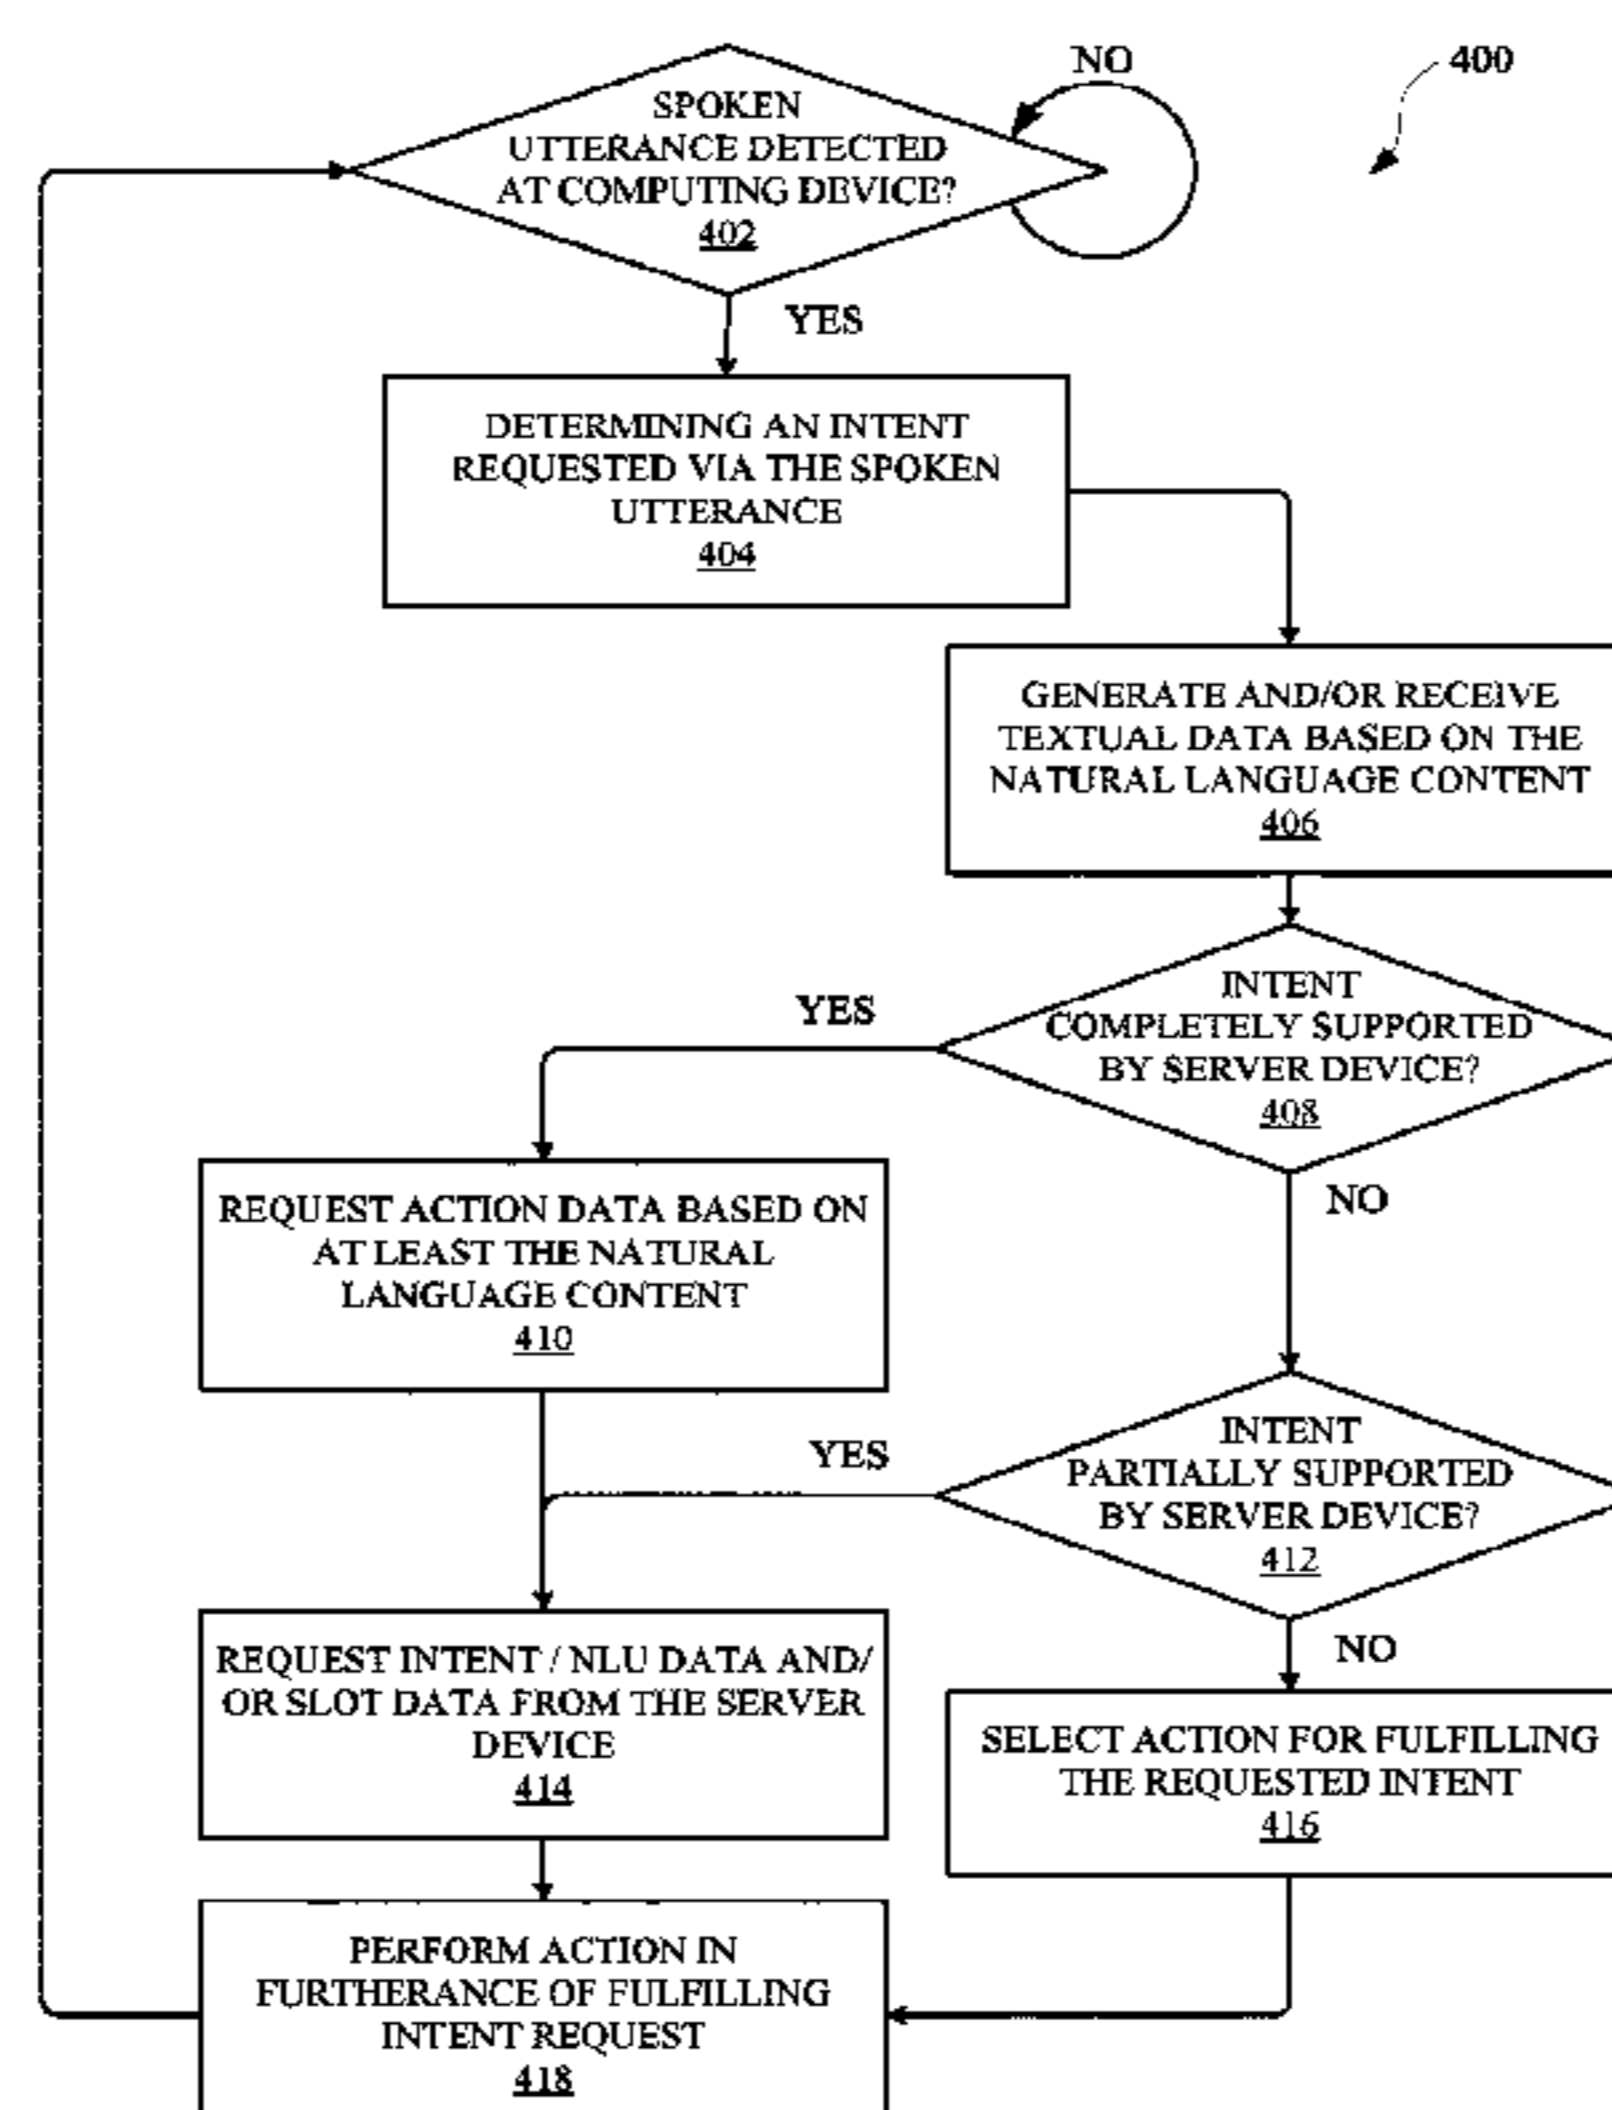 NO
400
SPOKEN
UTTERANCE DETECTED
AT COMPUTING DEVICE?
402
YES
DETERMINING AN INTENT
REQUESTED VIA THE SPOKEN
UTTERANCE
404
GENERATE AND/OR RECEIVE
TEXTUAL DATA BASED ON THE
NATURAL LANGUAGE CONTENT
406
INTENT
COMPLETELY SUPPORTED
BY SERVER DEVICE?
408
YES
NO
REQUEST ACTION DATA BASED ON
AT LEAST THE NATURAL
LANGUAGE CONTENT
410
INTENT
PARTIALLY SUPPORTED
BY SERVER DEVICE?
412
YES
NO
REQUEST INTENT / NLU DATA AND/
OR SLOT DATA FROM THE SERVER
DEVICE
414
SELECT ACTION FOR FULFILLING
THE REQUESTED INTENT
416
PERFORM ACTION IN
FURTHERANCE OF FULFILLING
INTENT REQUEST
418